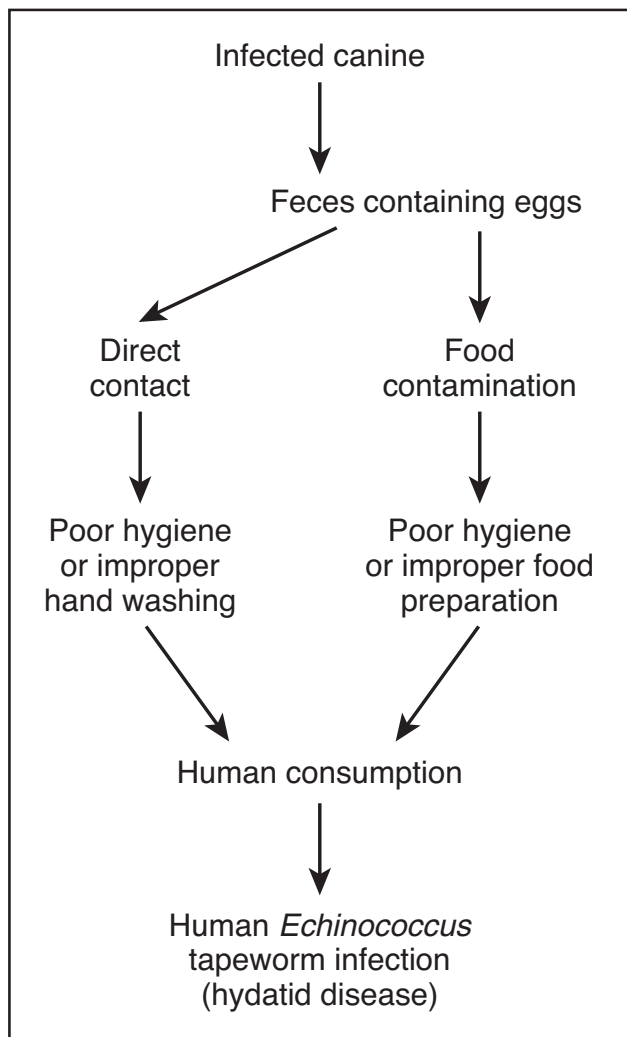 Infected canine
Feces containing eggs
Direct
contact
Food
contamination
Poor hygiene
or improper
hand washing
Poor hygiene
or improper food
preparation
Human consumption
Human Echinococcus
tapeworm infection
(hydatid disease)